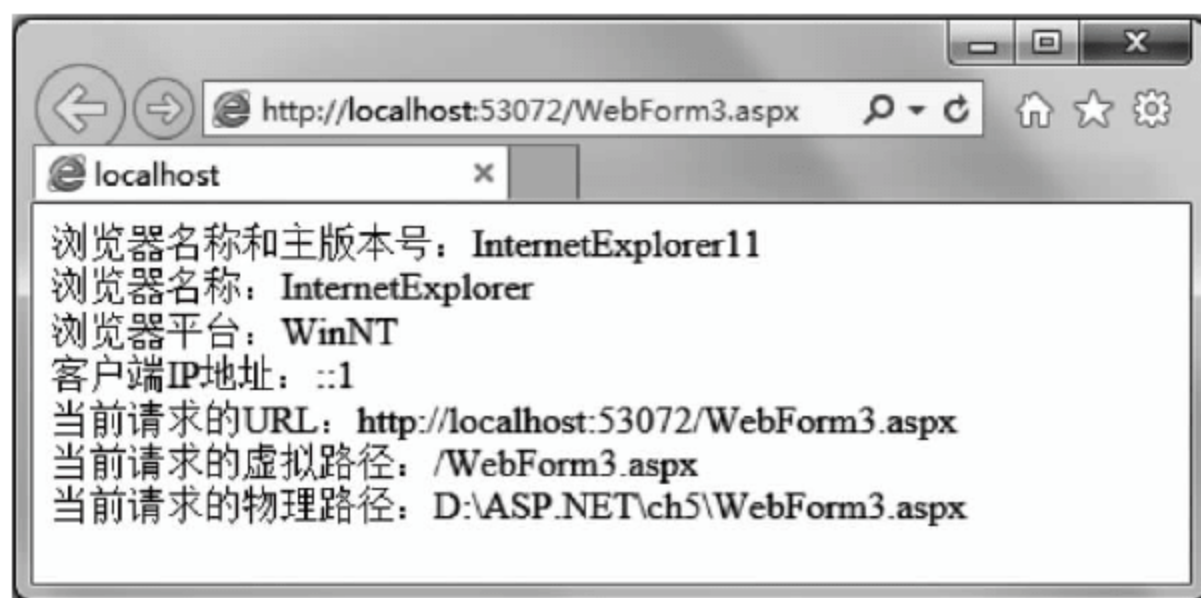 http://localhost:53072/WebForm3.aspx
localhost
浏览器名称和主版本号：InternetExplorer11
浏览器名称：InternetExplorer
浏览器平台：WinNT
客户端IP地址：::1
当前请求的URL：http://localhost:53072/WebForm3.aspx
当前请求的虚拟路径：/WebForm3.aspx
当前请求的物理路径：D:\ASP.NET\ch5\WebForm3.aspx